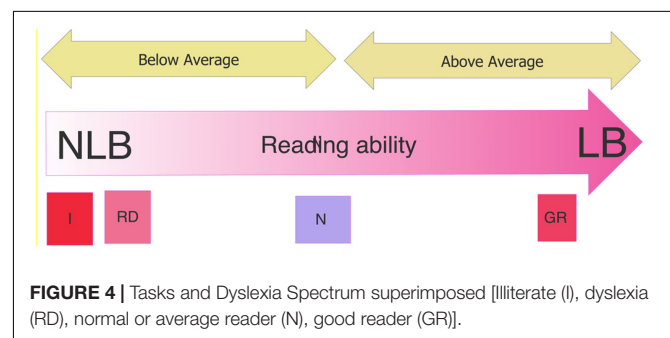 Below Average Above Average
NLB Reading ability LB
I RD N GR
FIGURE 4 | Tasks and Dyslexia Spectrum superimposed [Illiterate (I), dyslexia
(RD), normal or average reader (N), good reader (GR)].